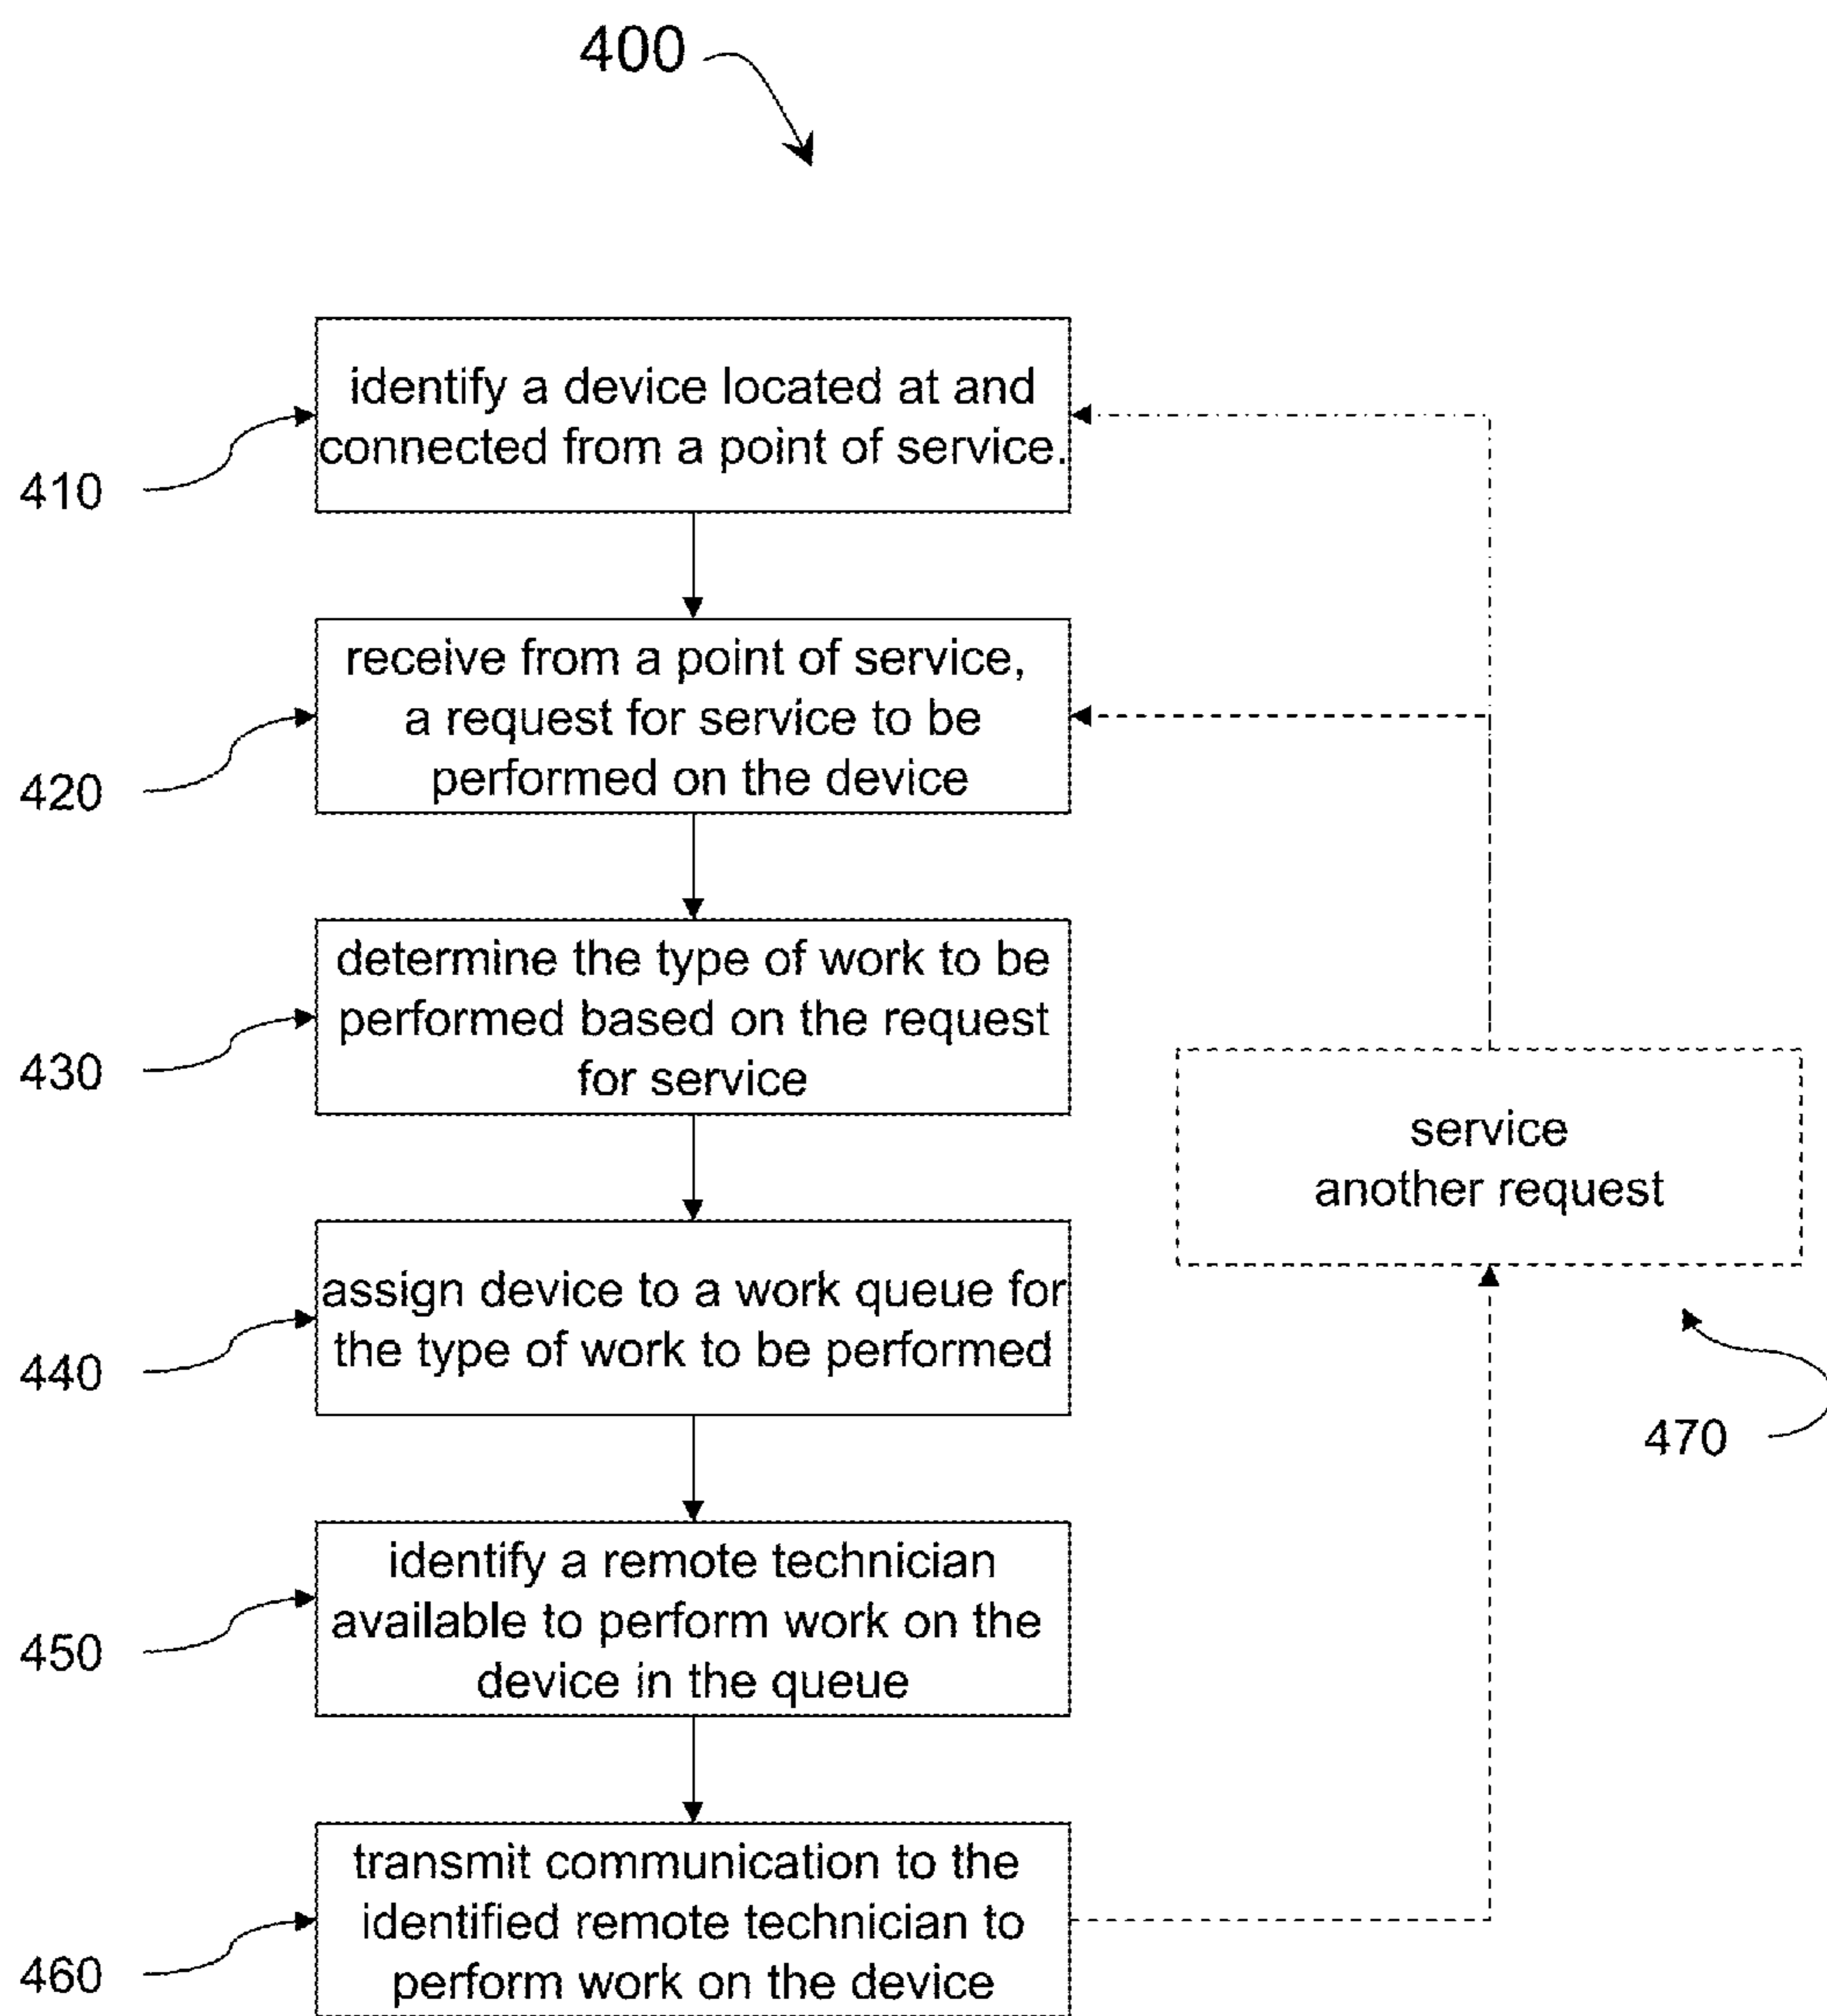 400
identify a device located at and
connected from a point of service.
410
receive from a point of service,
a request for service to be
performed on the device
420
determine the type of work to be
performed based on the request
for service
430
service
another request
assign device to a work queue for
the type of work to be performed
440
470
identify a remote technician
available to perform work on the
device in the queue
450
transmit communication to the
identified remote technician to
perform work on the device
460